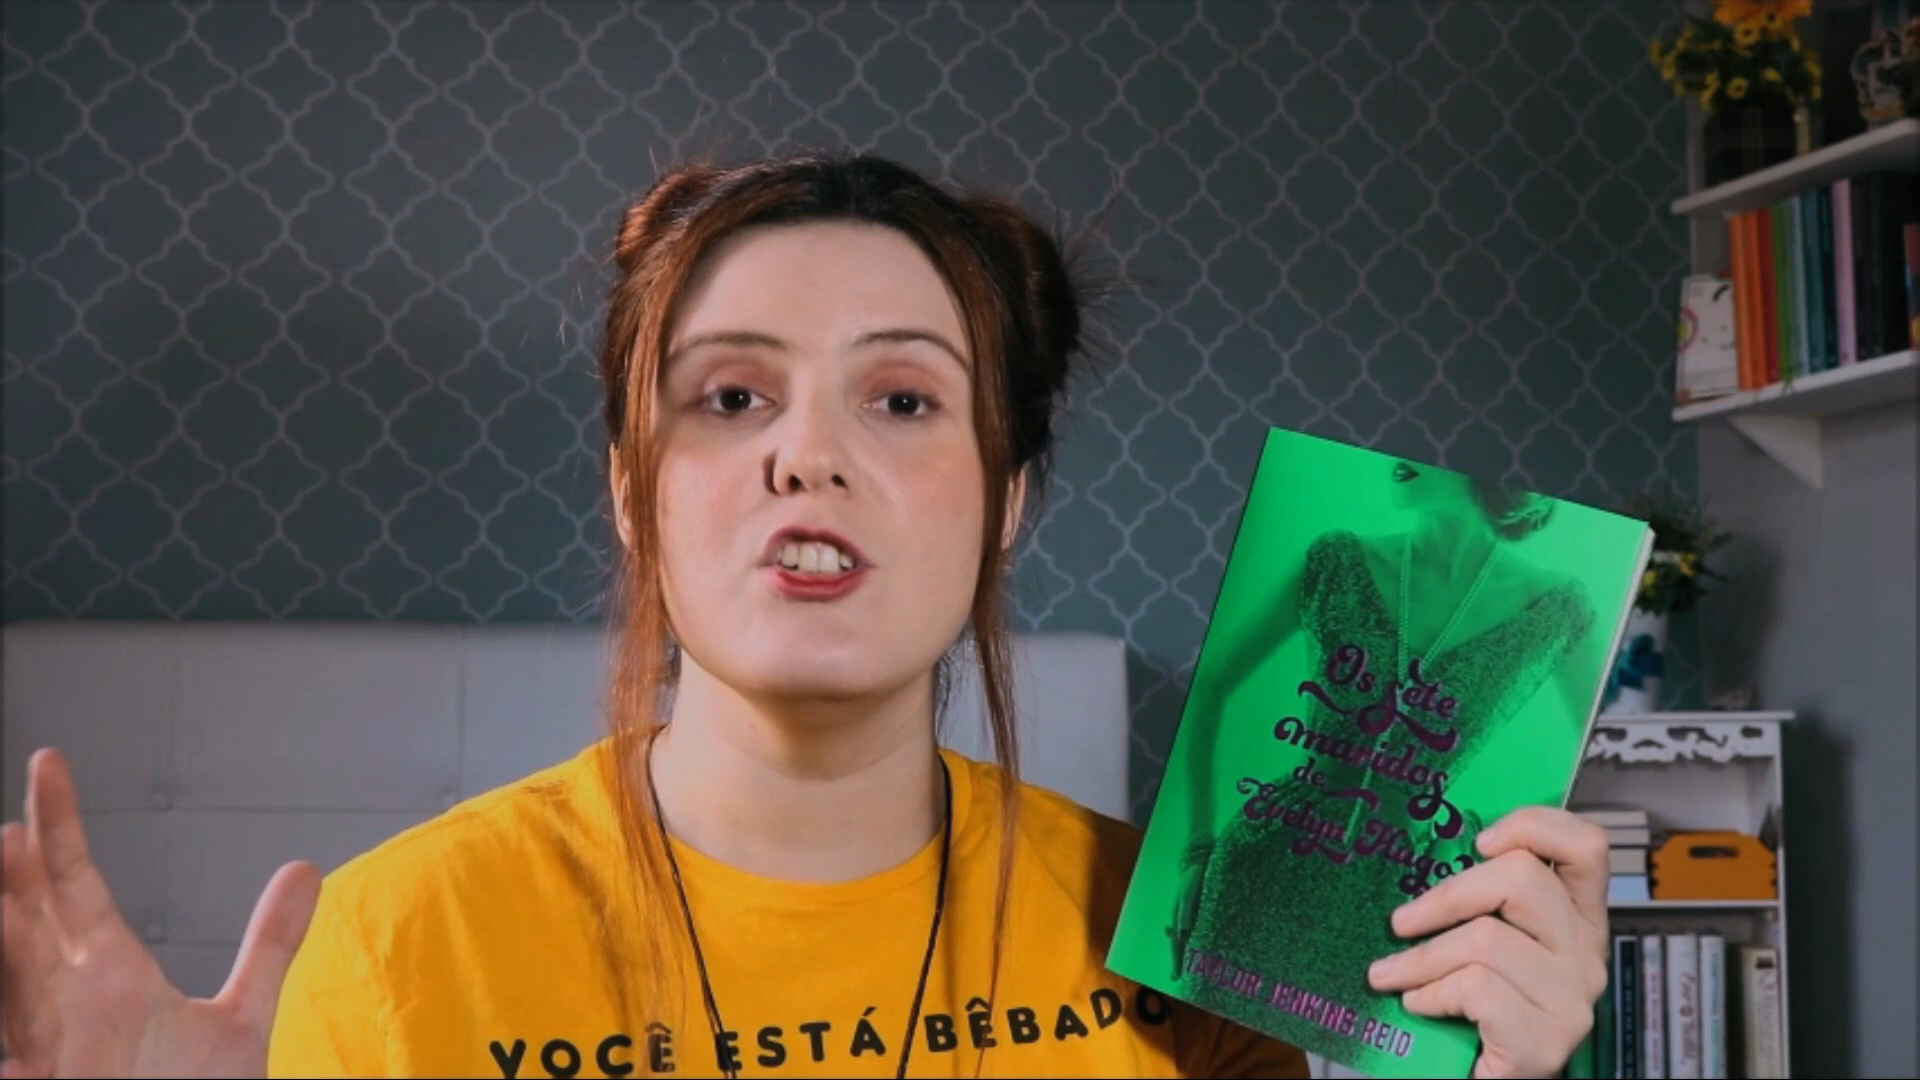 Os sete
maridos
de
Evelyn Hugo
TAYLOR JENKINS REID
VOCÊ ESTÁ BÊBADO